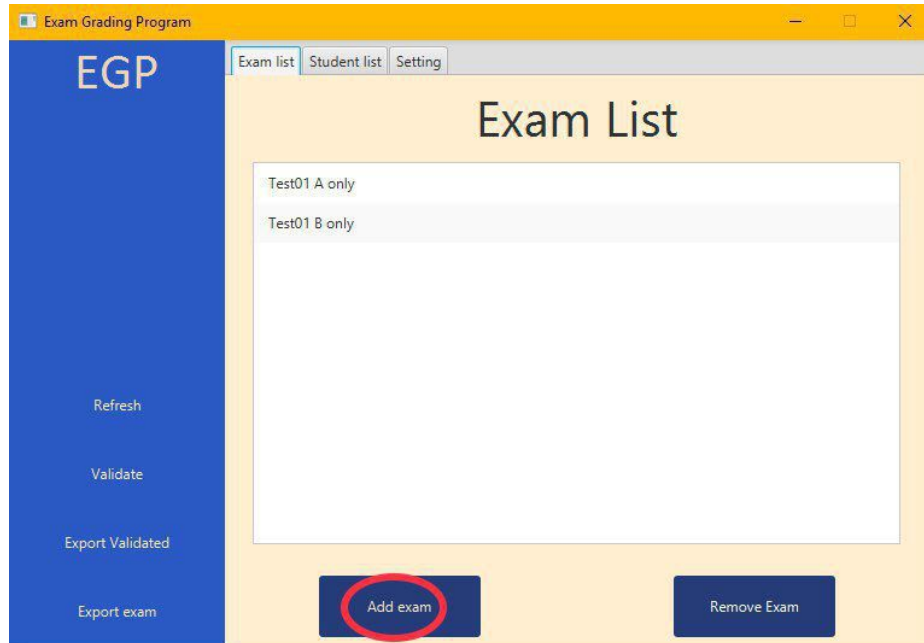 Exam Grading Program
EGP
Exam list Student list Setting
Exam List
Test01 A only
Test01 B only
Refresh
Validate
Export Validated
Export exam
Add exam
Remove Exam